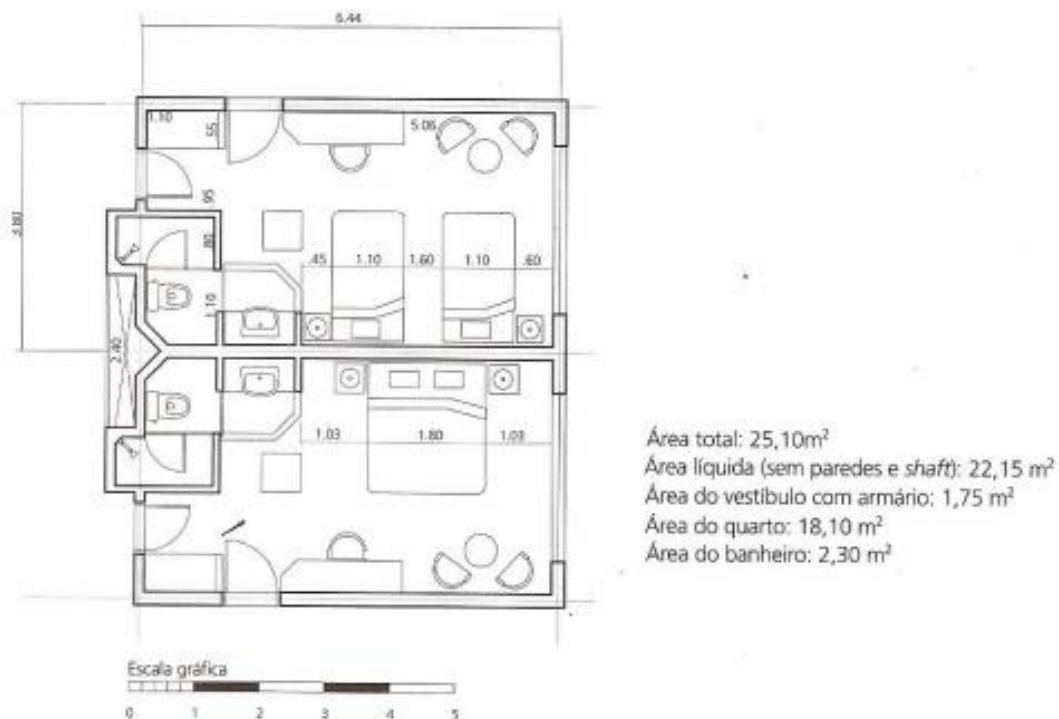 6.44
1.10
.55
5.06
3.80
.95
.80
.45
1.10
1.60
1.10
.60
1.10
2.40
1.03
1.80
1.03
Área total: 25,10m²
Área líquida (sem paredes e shaft): 22,15 m²
Área do vestíbulo com armário: 1,75 m²
Área do quarto: 18,10 m²
Área do banheiro: 2,30 m²
Escala gráfica
0 1 2 3 4 5